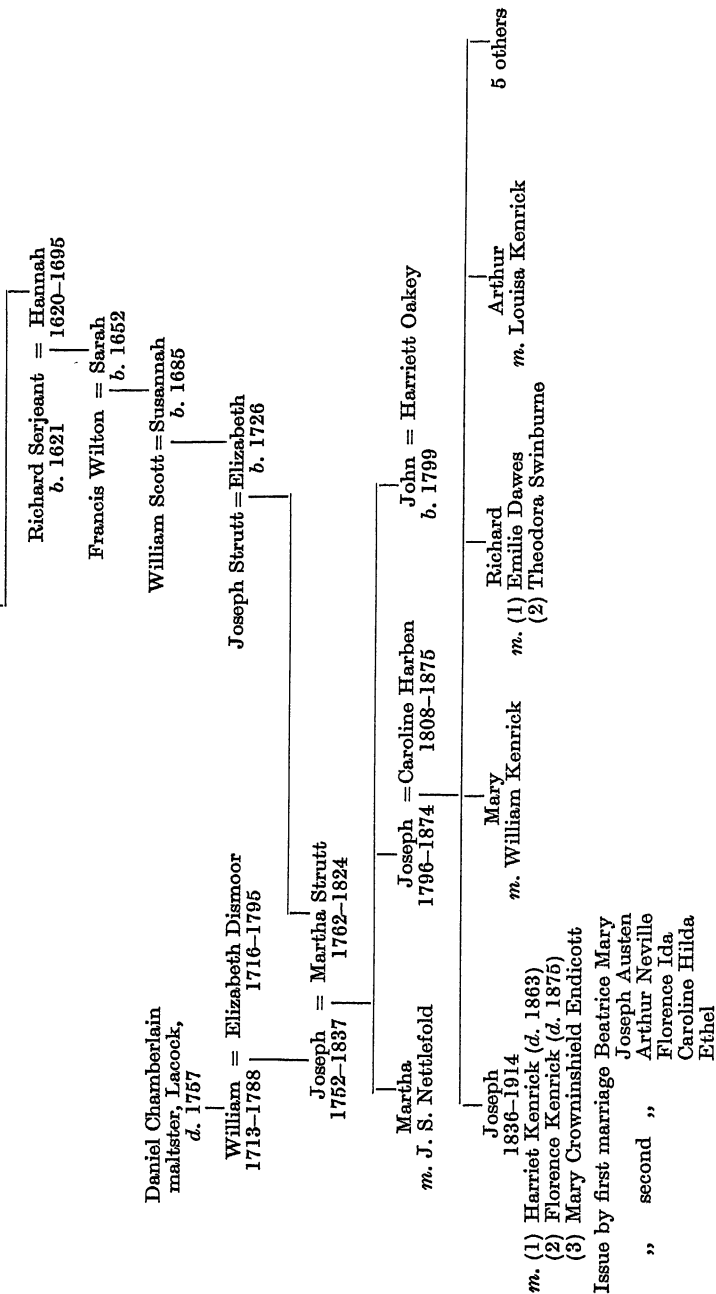 Richard Serjeant = Hannah
b. 1621 1620–1695
Francis Wilton = Sarah
b. 1652
William Scott = Susannah
b. 1685
Daniel Chamberlain
maltster, Lacock,
d. 1757
William = Elizabeth Dismoor
1713–1788 1716–1795
Joseph Strutt = Elizabeth
b. 1726
Joseph = Martha Strutt
1752–1837 1762–1824
Martha
m. J. S. Nettlefold
Joseph = Caroline Harben
1796–1874 1808–1875
John = Harriett Oakey
b. 1799
Joseph
1836–1914
m. (1) Harriet Kenrick (d. 1863)
(2) Florence Kenrick (d. 1875)
(3) Mary Crowninshield Endicott
Issue by first marriage Beatrice Mary
Joseph Austen
„ second „ Arthur Neville
Florence Ida
Caroline Hilda
Ethel
Mary
m. William Kenrick
Richard
m. (1) Emilie Dawes
(2) Theodora Swinburne
Arthur
m. Louisa Kenrick
5 others